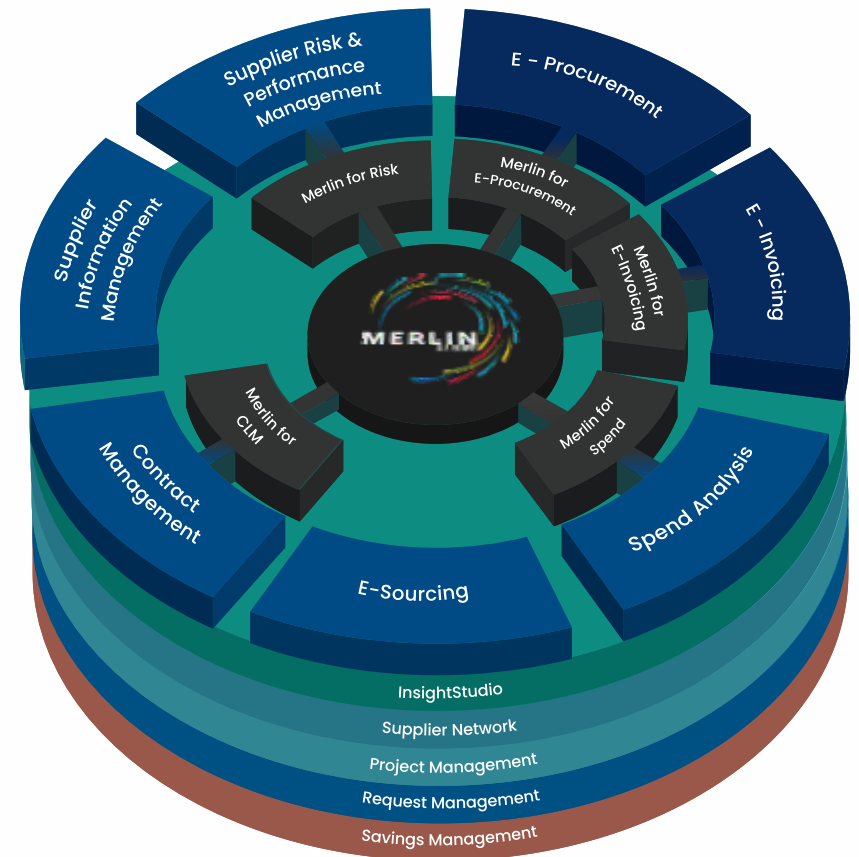 Supplier Risk &
Performance
Management
E - Procurement
Merlin for Risk
Merlin for
E-Procurement
Supplier
Information
Management
E - Invoicing
Merlin for
E-Invoicing
MERLIN
Merlin for
CLM
Merlin for
Spend
Contract
Management
Spend Analysis
E-Sourcing
InsightStudio
Supplier Network
Project Management
Request Management
Savings Management